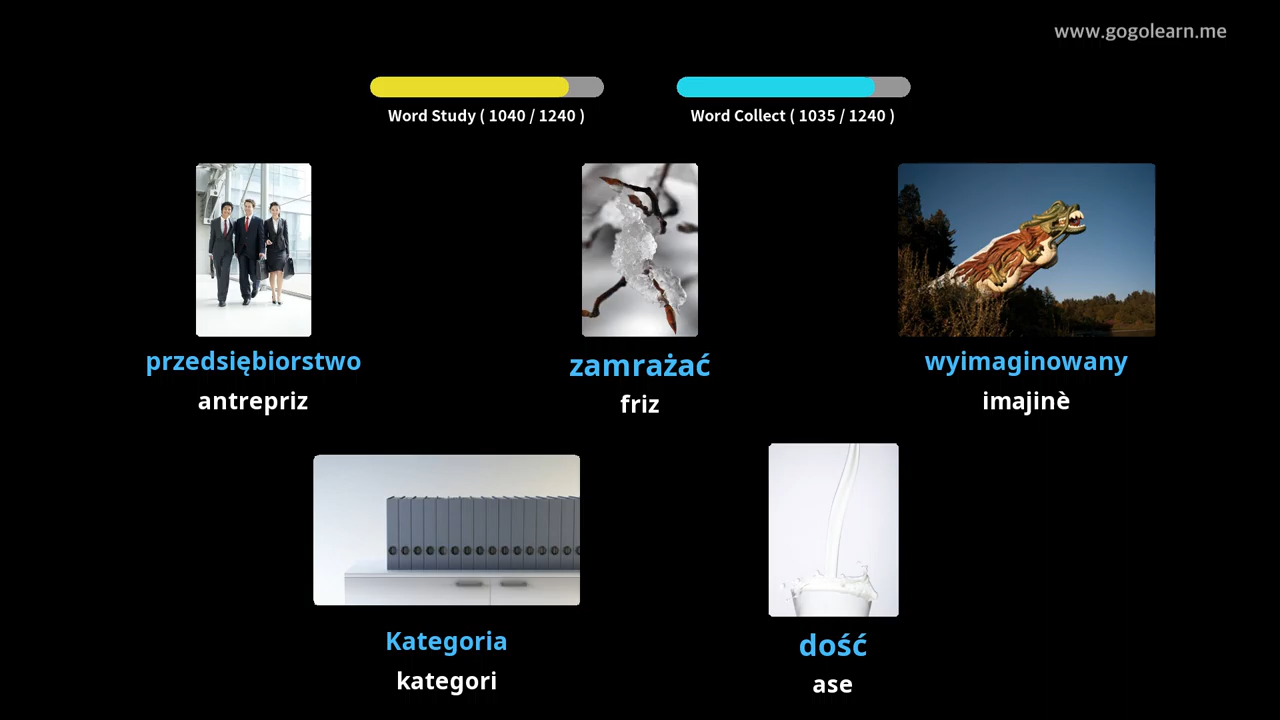 www.gogolearn.me
Word Study ( 1040 / 1240 )
Word Collect ( 1035 / 1240 )
przedsiębiorstwo
antrepriz
zamrażać
friz
wyimaginowany
imajinè
Kategoria
kategori
dość
ase